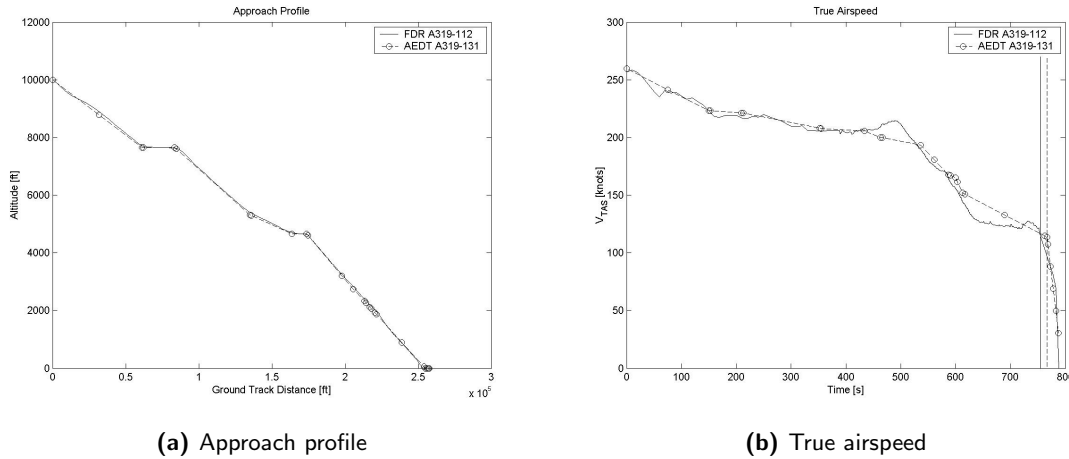 Approach Profile
12000
10000
8000
6000
4000
2000
0
Altitude [ft]
FDR A319-112
AEDT A319-131
0 0.5 1 1.5 2 2.5 3
Ground Track Distance [ft]
x 10^5
(a) Approach profile
True Airspeed
300
250
200
150
100
50
0
V_TAS [knots]
FDR A319-112
AEDT A319-131
0 100 200 300 400 500 600 700 800
Time [s]
(b) True airspeed